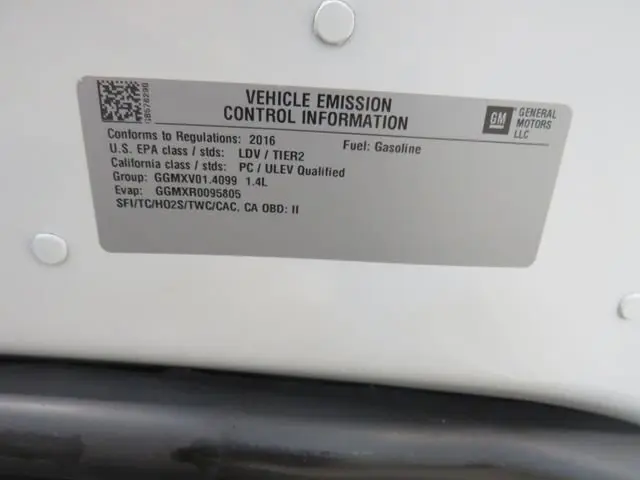 VEHICLE EMISSION
CONTROL INFORMATION
GM
GENERAL
MOTORS
LLC
Conforms to Regulations: 2016 Fuel: Gasoline
U.S. EPA class / stds: LDV / TIER2
California class / stds: PC / ULEV Qualified
Group: GGMXV01.4099 1.4L
Evap: GGMXR0095805
SFI/TC/HO2S/TWC/CAC, CA OBD: II